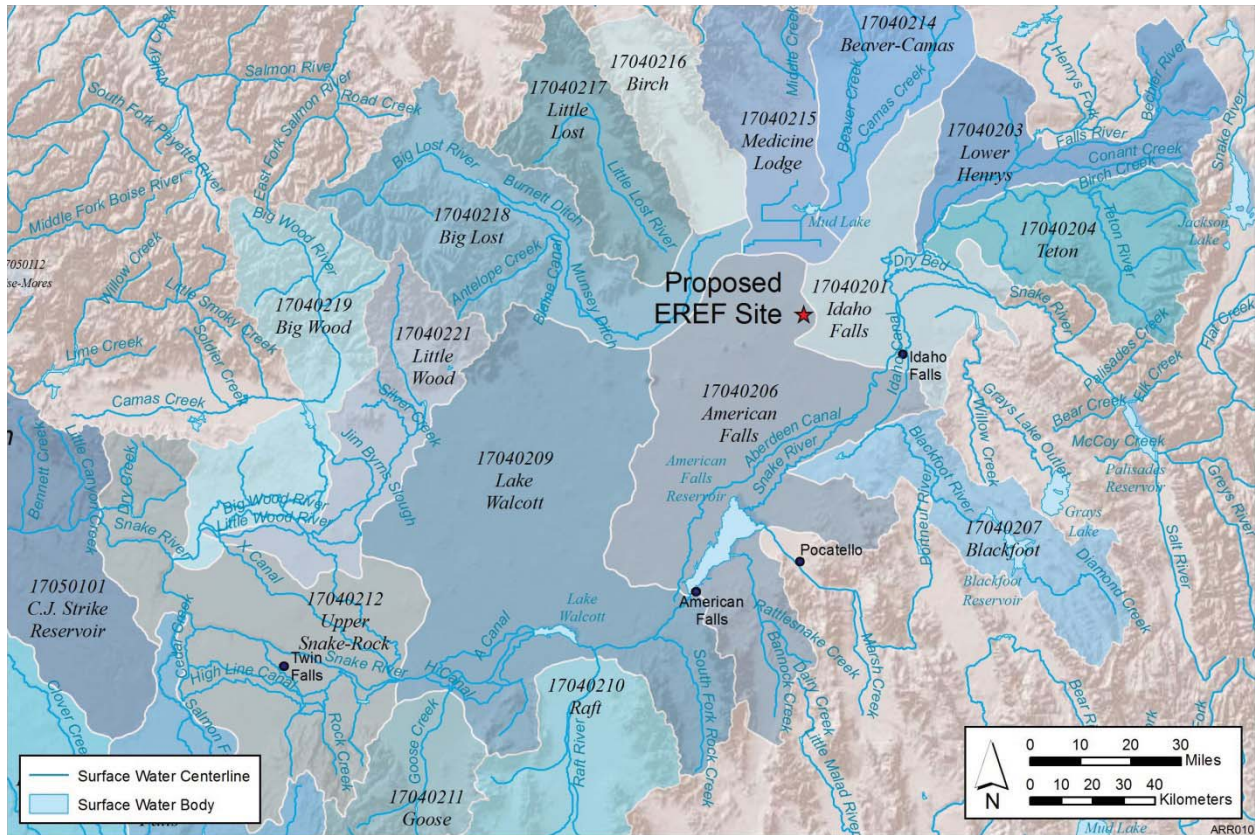 17040214
Beaver-Camas
17040216
Birch
17040217
Little
Lost
17040215
Medicine
Lodge
17040203
Lower
Henrys
17040204
Teton
17040218
Big Lost
17040201
Idaho
Falls
17040219
Big Wood
17040221
Little
Wood
17040206
American
Falls
17040209
Lake
Walcott
17040207
Blackfoot
17050101
C.J. Strike
Reservoir
17040212
Upper
Snake-Rock
17040210
Raft
17040211
Goose
17050112
Proposed
EREF Site
Idaho
Falls
Pocatello
American
Falls
Twin
Falls
Salmon River
Road Creek
East Fork Salmon River
South Fork Payette River
Middle Fork Boise River
Willow Creek
Little Smoky Creek
Soldier Creek
Lime Creek
Camas Creek
Big Wood River
Big Lost River
Burnett Ditch
Antelope Creek
Blaine Canal
Munsey Ditch
Little Lost River
Middle Creek
Beaver Creek
Camas Creek
Mud Lake
Henrys Fork
Falls River
Bechler River
Conant Creek
Birch Creek
Teton River
Snake River
Jackson
Lake
Dry Bed
Snake River
Idaho Canal
Palisades Creek
Elk Creek
Bear Creek
Flat Creek
McCoy Creek
Palisades
Reservoir
Greys River
Salt River
Grays Lake Outlet
Willow Creek
Grays
Lake
Blackfoot River
Blackfoot
Reservoir
Diamond Creek
Portneuf River
Marsh Creek
Aberdeen Canal
Snake River
American
Falls
Reservoir
Rattlesnake Creek
Bannock Creek
Dairy Creek
Little Malad River
South Fork Rock Creek
Lake
Walcott
A Canal
H Canal
Raft River
Goose Creek
Silver Creek
Jim Byrns Slough
Big Wood River
Little Wood River
X Canal
Snake River
Snake River
High Line Canal
Rock Creek
Cedar Creek
Dry Creek
Little Canyon Creek
Bennett Creek
Clover Creek
Salmon F
Bear River
Mud Lake
Surface Water Centerline
Surface Water Body
N
0 10 20 30
Miles
0 10 20 30 40
Kilometers
ARR010